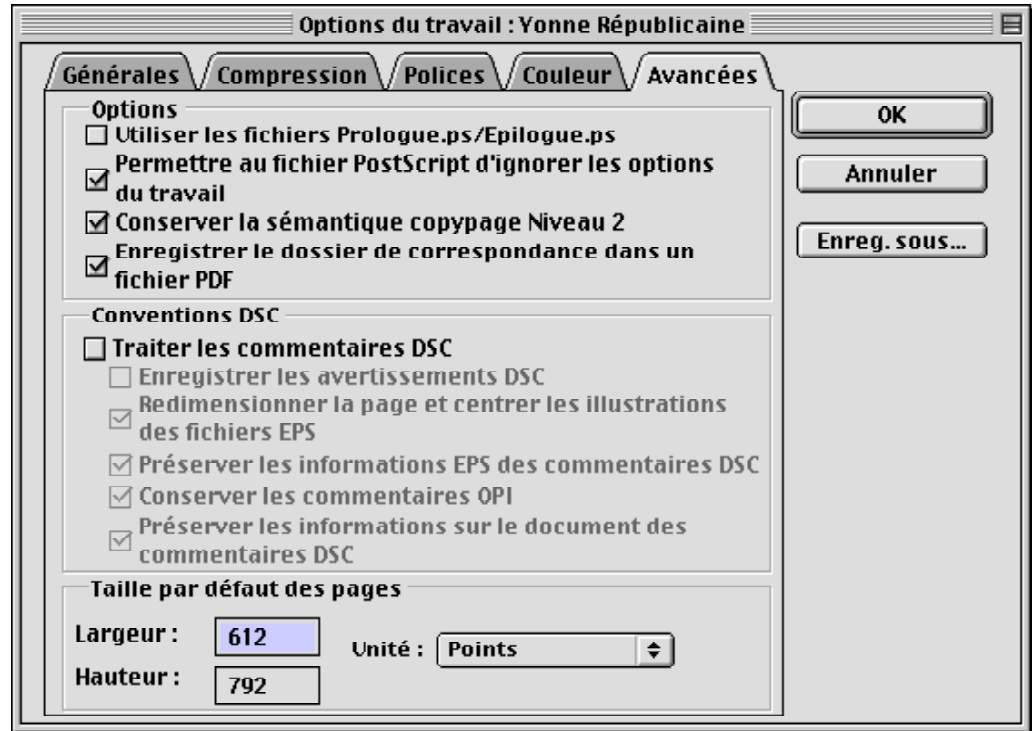 Options du travail : Yonne Républicaine
Générales Compression Polices Couleur Avancées
Options
Utiliser les fichiers Prologue.ps/Epilogue.ps
Permettre au fichier PostScript d'ignorer les options
du travail
Conserver la sémantique copypage Niveau 2
Enregistrer le dossier de correspondance dans un
fichier PDF
Conventions DSC
Traiter les commentaires DSC
Enregistrer les avertissements DSC
Redimensionner la page et centrer les illustrations
des fichiers EPS
Préserver les informations EPS des commentaires DSC
Conserver les commentaires OPI
Préserver les informations sur le document des
commentaires DSC
Taille par défaut des pages
Largeur : 612 Unité : Points
Hauteur : 792
OK
Annuler
Enreg. sous...